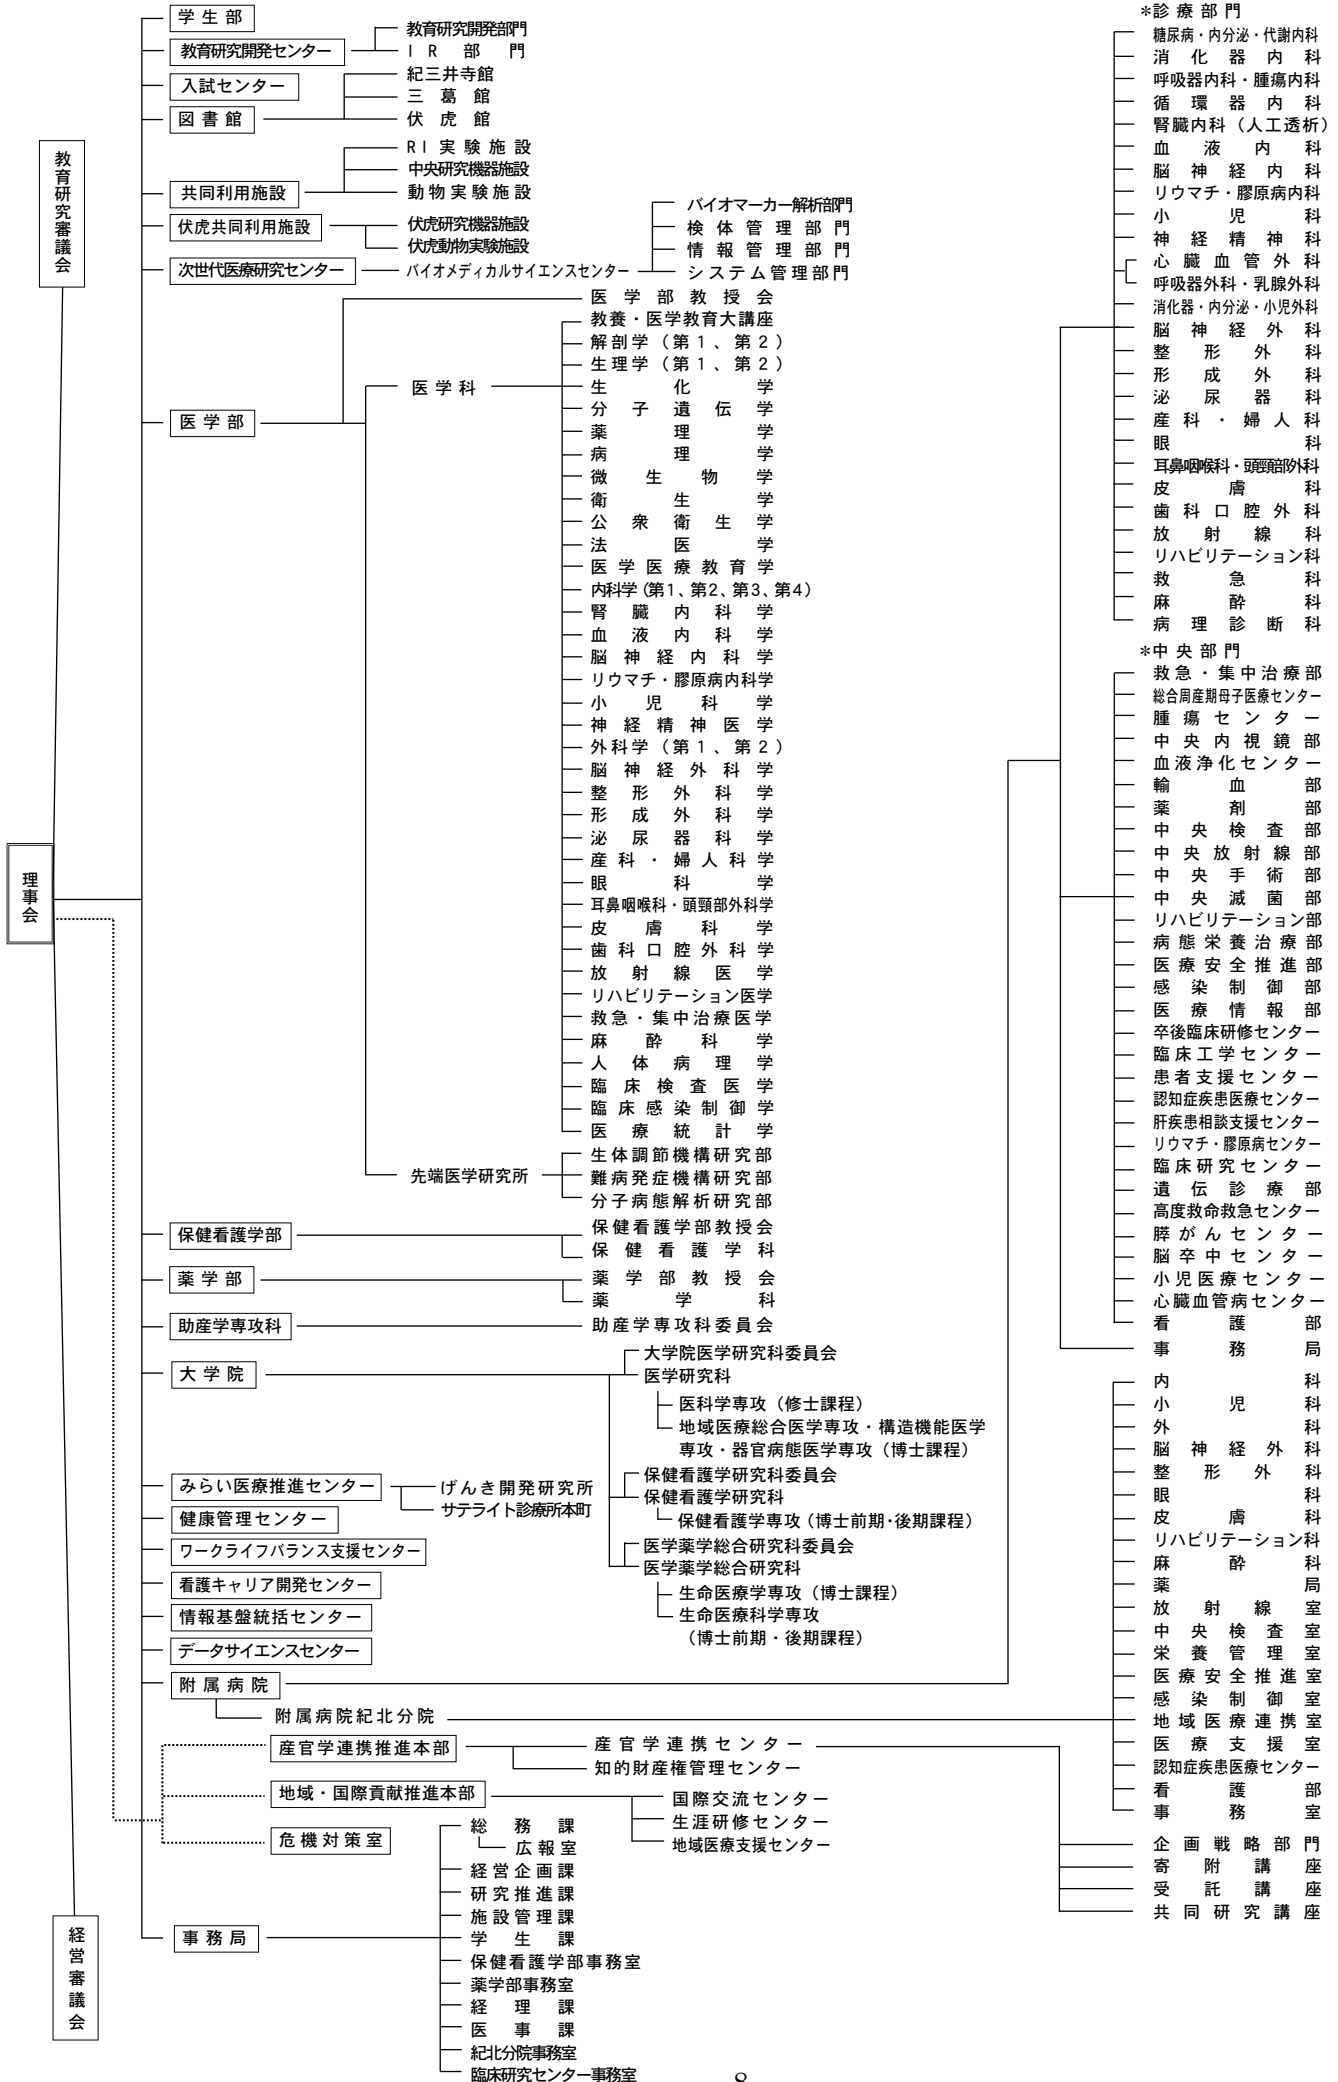 教育研究審議会
理事会
経営審議会
学生部
教育研究開発センター
教育研究開発部門
IR部門
入試センター
図書館
紀三井寺館
三葛館
伏虎館
共同利用施設
RI実験施設
中央研究機器施設
動物実験施設
伏虎共同利用施設
伏虎研究機器施設
伏虎動物実験施設
次世代医療研究センター
バイオメディカルサイエンスセンター
バイオマーカー解析部門
検体管理部門
情報管理部門
システム管理部門
医学部
医学部教授会
医学科
教養・医学教育大講座
解剖学(第1、第2)
生理学(第1、第2)
生化学
分子遺伝学
薬理学
病理学
微生物学
衛生学
公衆衛生学
法医学
医学医療教育学
内科学(第1、第2、第3、第4)
腎臓内科学
血液内科学
脳神経内科学
リウマチ・膠原病内科学
小児科学
神経精神医学
外科学(第1、第2)
脳神経外科学
整形外科学
形成外科学
泌尿器科学
産科・婦人科学
眼科学
耳鼻咽喉科・頭頸部外科学
皮膚科学
歯科口腔外科学
放射線医学
リハビリテーション医学
救急・集中治療医学
麻酔科学
人体病理学
臨床検査医学
臨床感染制御学
医療統計学
先端医学研究所
生体調節機構研究部
難病発症機構研究部
分子病態解析研究部
保健看護学部
保健看護学部教授会
保健看護学科
薬学部
薬学部教授会
薬学科
助産学専攻科
助産学専攻科委員会
大学院
大学院医学研究科委員会
医学研究科
医科学専攻(修士課程)
地域医療総合医学専攻・構造機能医学
専攻・器官病態医学専攻(博士課程)
保健看護学研究科委員会
保健看護学研究科
保健看護学専攻(博士前期・後期課程)
医学薬学総合研究科委員会
医学薬学総合研究科
生命医療学専攻(博士課程)
生命医療科学専攻
(博士前期・後期課程)
みらい医療推進センター
げんき開発研究所
サテライト診療所本町
健康管理センター
ワークライフバランス支援センター
看護キャリア開発センター
情報基盤統括センター
データサイエンスセンター
附属病院
附属病院紀北分院
産官学連携推進本部
産官学連携センター
知的財産権管理センター
地域・国際貢献推進本部
国際交流センター
生涯研修センター
地域医療支援センター
危機対策室
事務局
総務課
広報室
経営企画課
研究推進課
施設管理課
学生課
保健看護学部事務室
薬学部事務室
経理課
医事課
紀北分院事務室
臨床研究センター事務室
*診療部門
糖尿病・内分泌・代謝内科
消化器内科
呼吸器内科・腫瘍内科
循環器内科
腎臓内科(人工透析)
血液内科
脳神経内科
リウマチ・膠原病内科
小児科
神経精神科
心臓血管外科
呼吸器外科・乳腺外科
消化器・内分泌・小児外科
脳神経外科
整形外科
形成外科
泌尿器科
産科・婦人科
眼科
耳鼻咽喉科・頭頸部外科
皮膚科
歯科口腔外科
放射線科
リハビリテーション科
救急科
麻酔科
病理診断科
*中央部門
救急・集中治療部
総合周産期母子医療センター
腫瘍センター
中央内視鏡部
血液浄化センター
輸血部
薬剤部
中央検査部
中央放射線部
中央手術部
中央滅菌部
リハビリテーション部
病態栄養治療部
医療安全推進部
感染制御部
医療情報部
卒後臨床研修センター
臨床工学センター
患者支援センター
認知症疾患医療センター
肝疾患相談支援センター
リウマチ・膠原病センター
臨床研究センター
遺伝診療部
高度救命救急センター
膵がんセンター
脳卒中センター
小児医療センター
心臓血管病センター
看護部
事務局
内科
小児科
外科
脳神経外科
整形外科
眼科
皮膚科
リハビリテーション科
麻酔科
薬局
放射線室
中央検査室
栄養管理室
医療安全推進室
感染制御室
地域医療連携室
医療支援室
認知症疾患医療センター
看護部
事務室
企画戦略部門
寄附講座
受託講座
共同研究講座
8